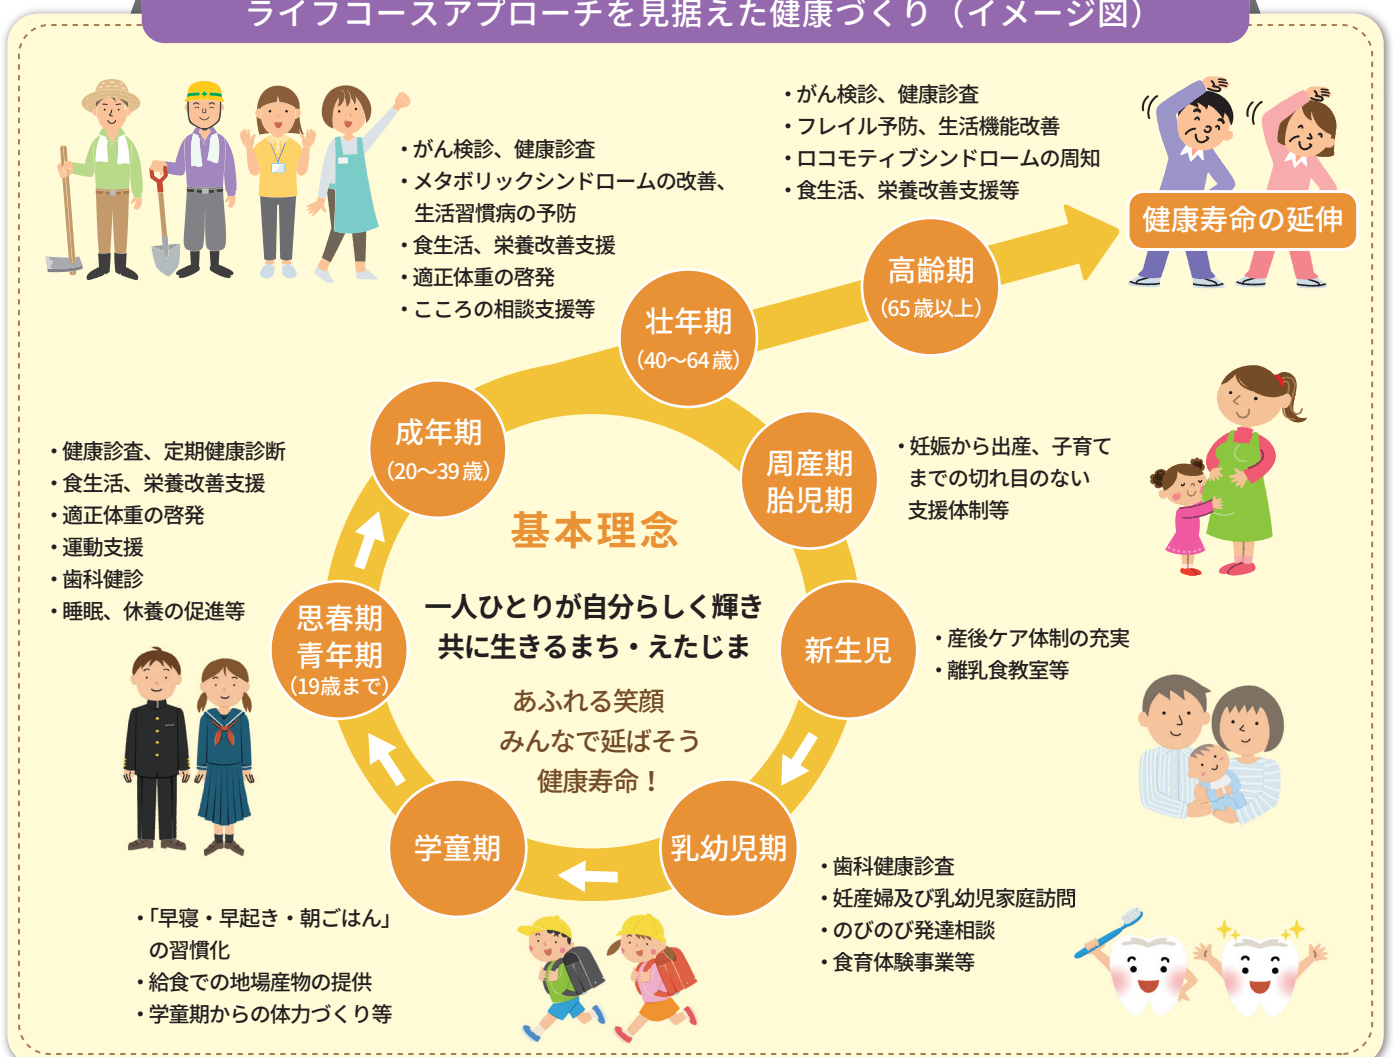 ライフコースアプローチを見据えた健康づくり（イメージ図）
・がん検診、健康診査
・メタボリックシンドロームの改善、
生活習慣病の予防
・食生活、栄養改善支援
・適正体重の啓発
・こころの相談支援等
・がん検診、健康診査
・フレイル予防、生活機能改善
・ロコモティブシンドロームの周知
・食生活、栄養改善支援等
健康寿命の延伸
高齢期
（65歳以上）
壮年期
（40〜64歳）
成年期
（20〜39歳）
・健康診査、定期健康診断
・食生活、栄養改善支援
・適正体重の啓発
・運動支援
・歯科健診
・睡眠、休養の促進等
周産期
胎児期
・妊娠から出産、子育て
までの切れ目のない
支援体制等
基本理念
一人ひとりが自分らしく輝き
共に生きるまち・えたじま
あふれる笑顔
みんなで延ばそう
健康寿命！
思春期
青年期
（19歳まで）
新生児
・産後ケア体制の充実
・離乳食教室等
学童期
乳幼児期
・歯科健康診査
・妊産婦及び乳幼児家庭訪問
・のびのび発達相談
・食育体験事業等
・「早寝・早起き・朝ごはん」
の習慣化
・給食での地場産物の提供
・学童期からの体力づくり等